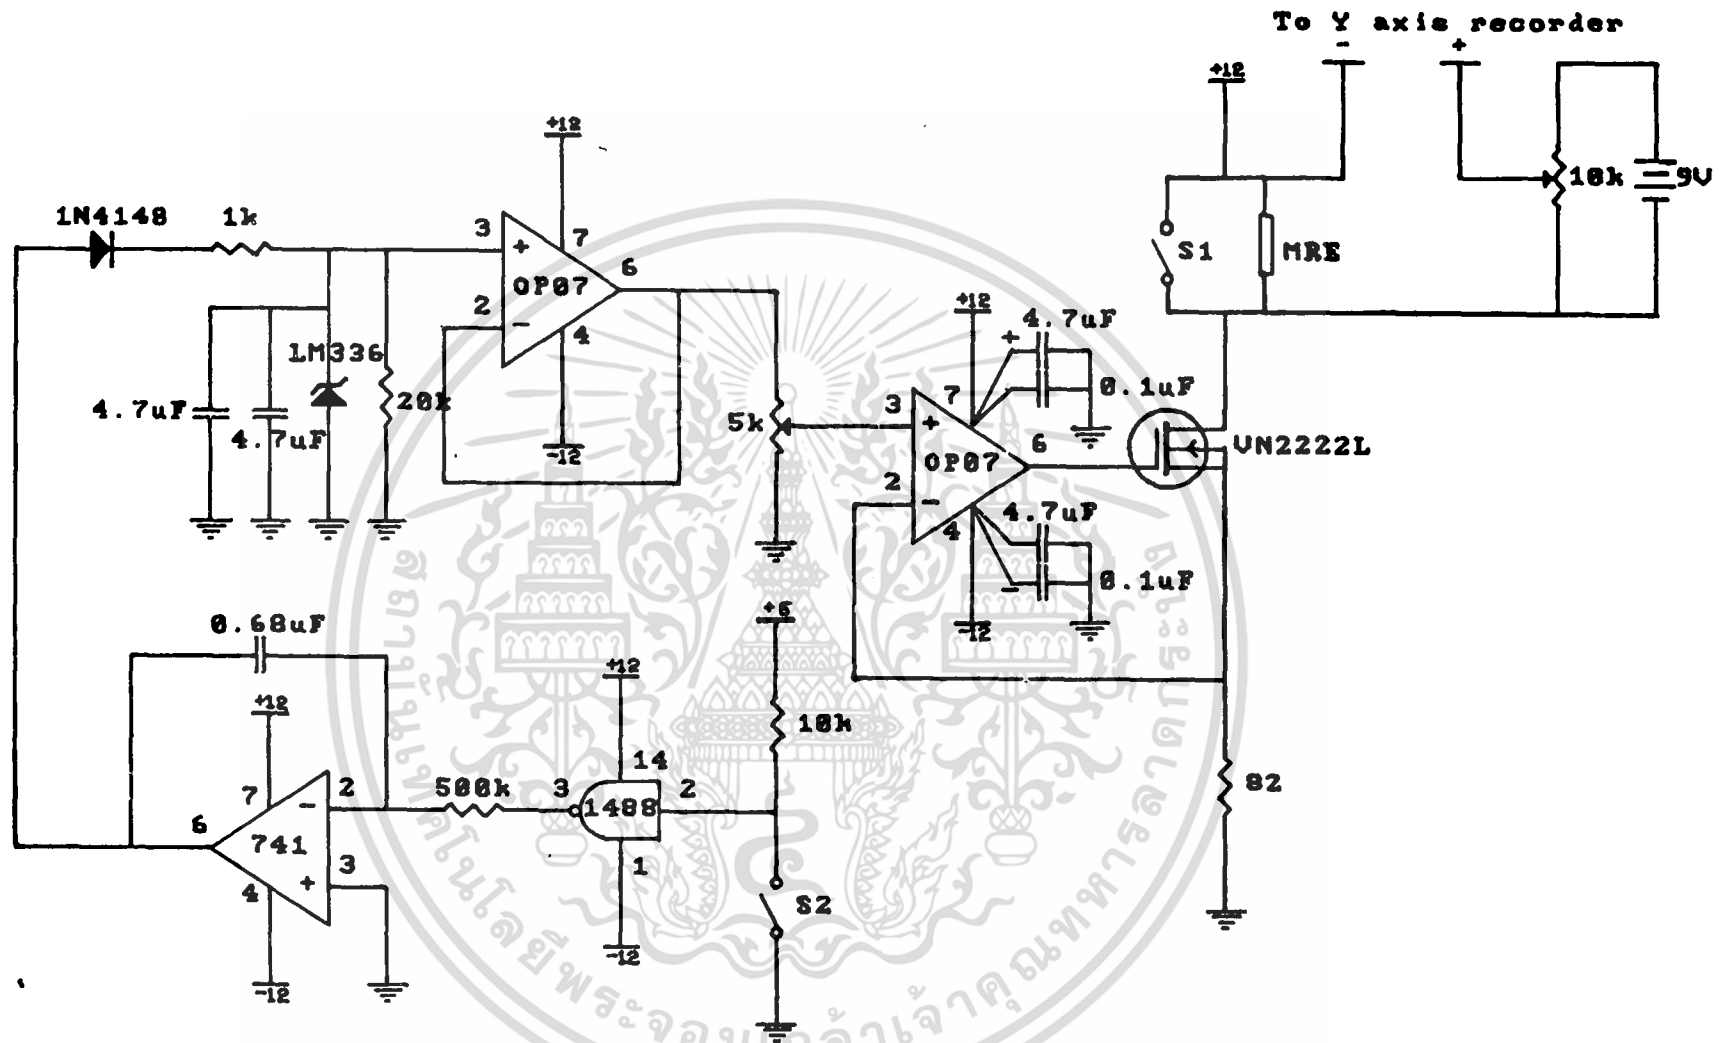 To Y axis recorder
- +
+12
10k
9V
S1
MRE
1N4148
1k
+12
3
+
7
OP07
6
2
-
4
-12
LM336
4.7uF
4.7uF
20k
5k
+12
+
4.7uF
0.1uF
3
+
7
OP07
6
2
-
4
4.7uF
-
0.1uF
-12
VN2222L
82
0.68uF
+12
7
2
-
6
741
3
+
4
-12
500k
+12
14
3
1488
2
1
-12
10k
S2